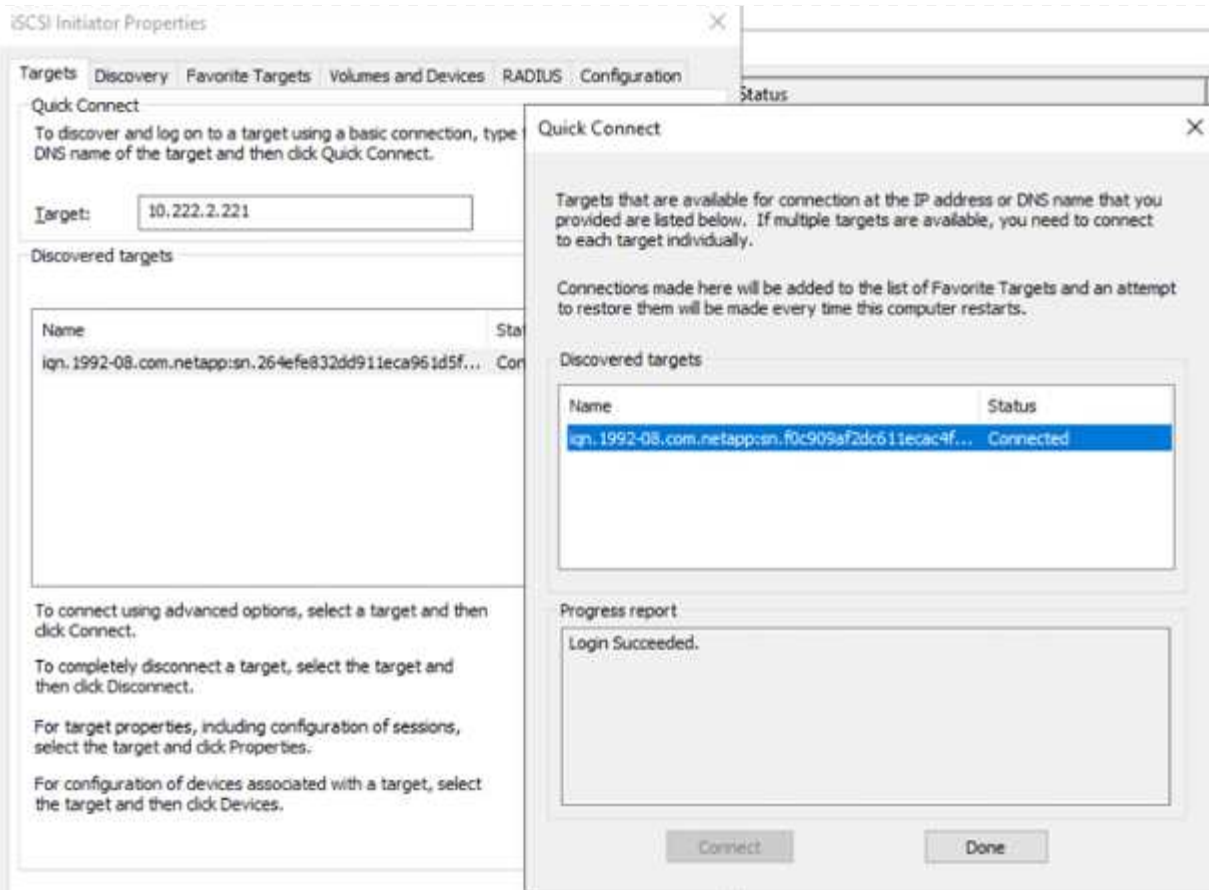 iSCSI Initiator Properties
Targets Discovery Favorite Targets Volumes and Devices RADIUS Configuration
Quick Connect
To discover and log on to a target using a basic connection, type
DNS name of the target and then click Quick Connect.
Target: 10.222.2.221
Discovered targets
Name
iqn.1992-08.com.netapp:sn.264efe832dd911eca961d5f...
To connect using advanced options, select a target and then
click Connect.
To completely disconnect a target, select the target and
then click Disconnect.
For target properties, including configuration of sessions,
select the target and click Properties.
For configuration of devices associated with a target, select
the target and then click Devices.
Status
Quick Connect
Targets that are available for connection at the IP address or DNS name that you
provided are listed below. If multiple targets are available, you need to connect
to each target individually.
Connections made here will be added to the list of Favorite Targets and an attempt
to restore them will be made every time this computer restarts.
Discovered targets
Name Status
iqn.1992-08.com.netapp:sn.f0c909af2dc611ecac4f... Connected
Progress report
Login Succeeded.
Connect Done